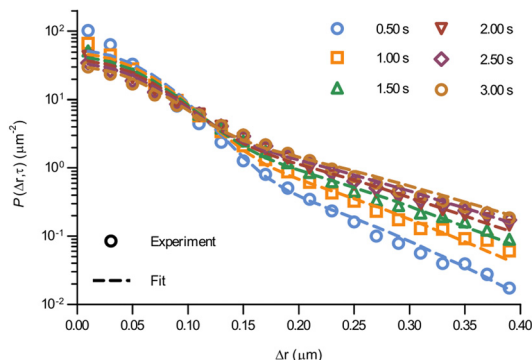 10²
10¹
10⁰
10⁻¹
10⁻²
P (Δr,τ) (μm⁻²)
0.50 s
1.00 s
1.50 s
2.00 s
2.50 s
3.00 s
Experiment
Fit
0.00 0.05 0.10 0.15 0.20 0.25 0.30 0.35 0.40
Δr (μm)